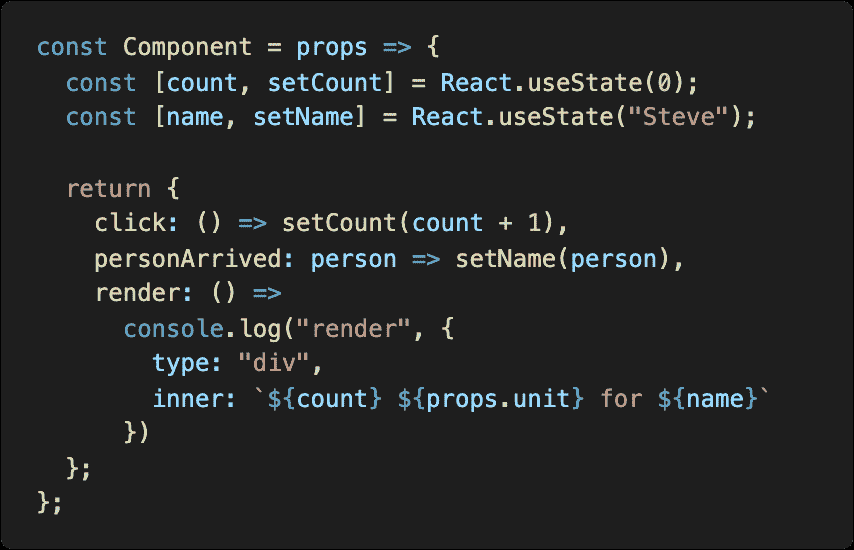 const Component = props => {
  const [count, setCount] = React.useState(0);
  const [name, setName] = React.useState("Steve");

  return {
    click: () => setCount(count + 1),
    personArrived: person => setName(person),
    render: () =>
      console.log("render", {
        type: "div",
        inner: `${count} ${props.unit} for ${name}`
      })
  };
};